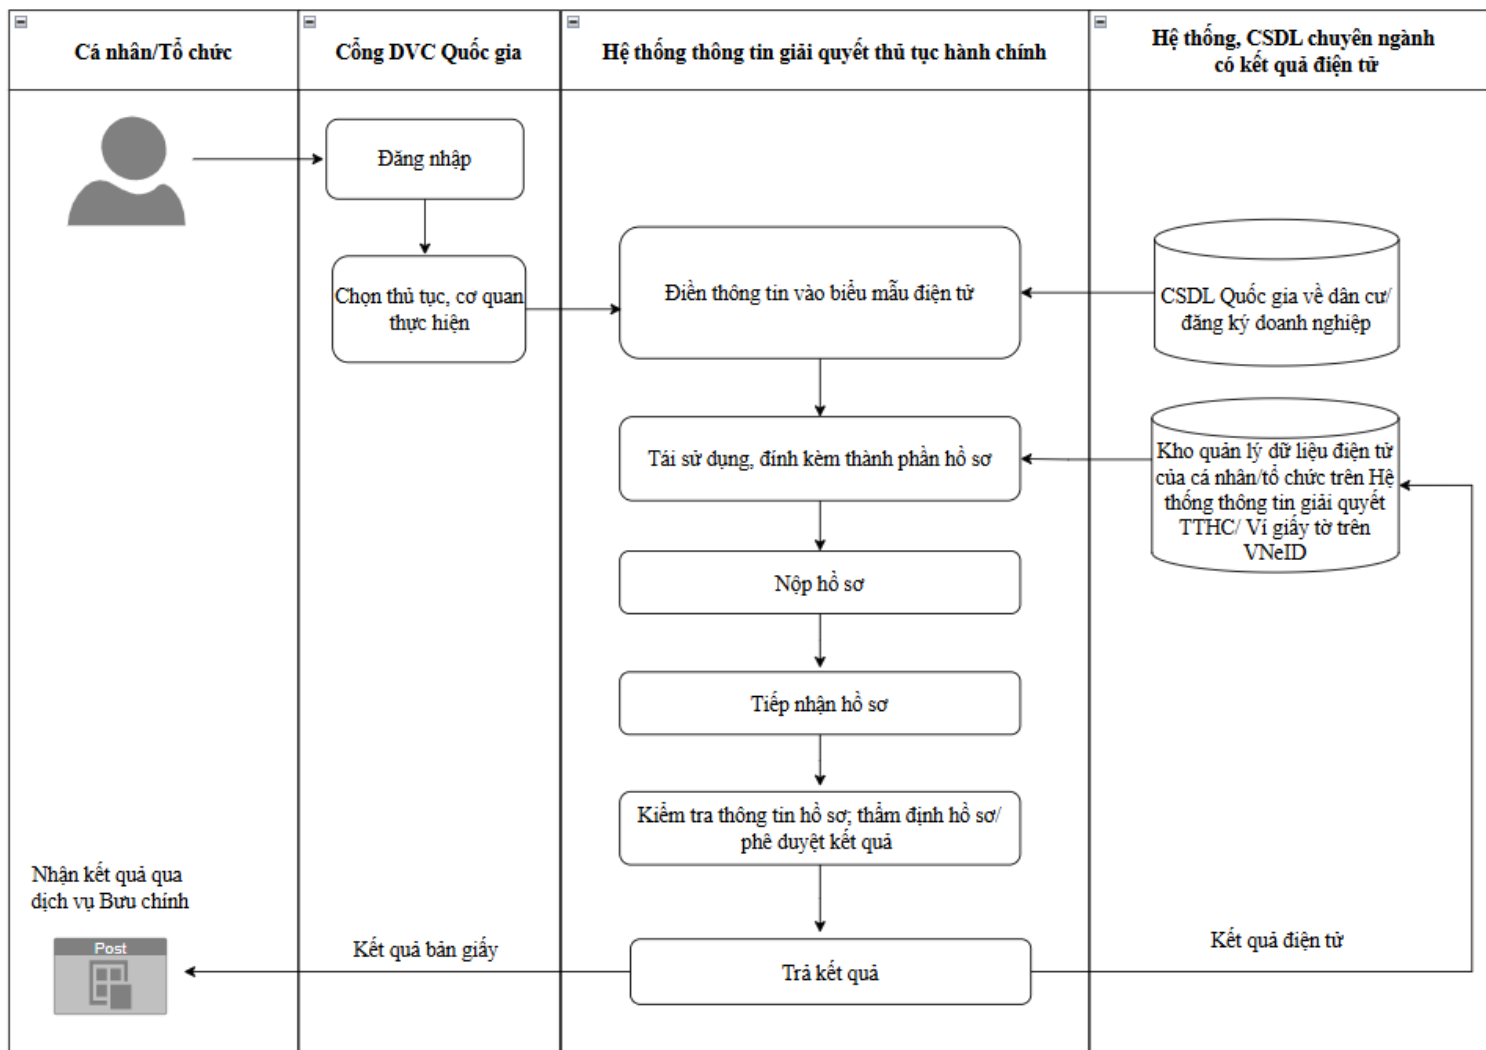 Cá nhân/Tổ chức
Cổng DVC Quốc gia
Hệ thống thông tin giải quyết thủ tục hành chính
Hệ thống, CSDL chuyên ngành
có kết quả điện tử
Đăng nhập
Chọn thủ tục, cơ quan
thực hiện
Điền thông tin vào biểu mẫu điện tử
CSDL Quốc gia về dân cư/
đăng ký doanh nghiệp
Tái sử dụng, đính kèm thành phần hồ sơ
Kho quản lý dữ liệu điện tử
của cá nhân/tổ chức trên Hệ
thống thông tin giải quyết
TTHC/ Ví giấy tờ trên
VNeID
Nộp hồ sơ
Tiếp nhận hồ sơ
Kiểm tra thông tin hồ sơ; thẩm định hồ sơ/
phê duyệt kết quả
Nhận kết quả qua
dịch vụ Bưu chính
Post
Kết quả bản giấy
Trả kết quả
Kết quả điện tử